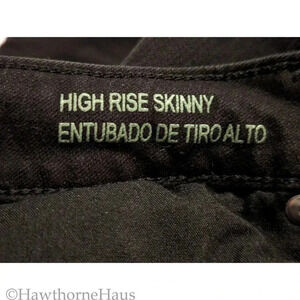 HIGH RISE SKINNY
ENTUBADO DE TIRO ALTO
©HawthorneHaus